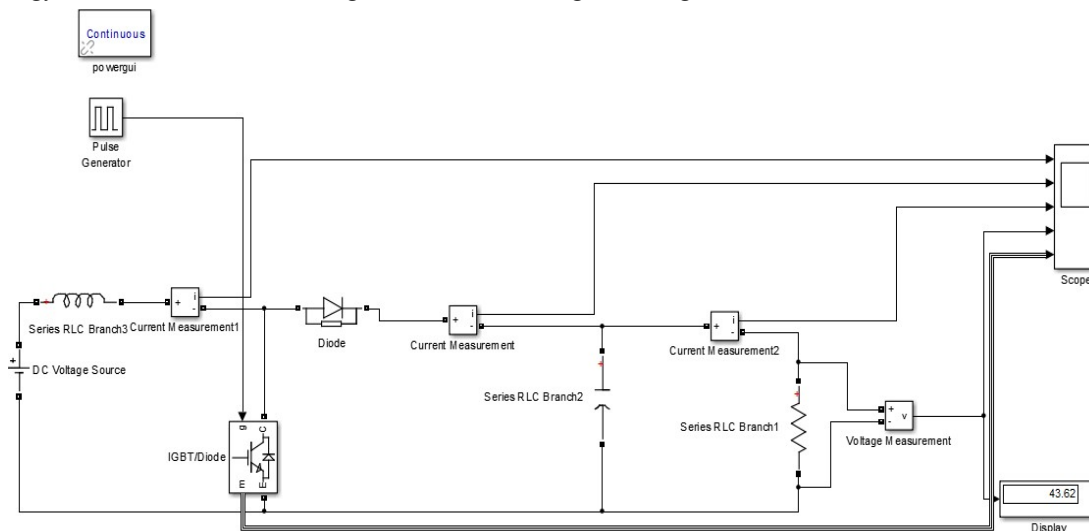 Continuous
powergui
Pulse
Generator
i
+
-
Series RLC Branch3
Current Measurement1
Diode
i
+
-
Current Measurement
i
+
-
Current Measurement2
Scope
+
DC Voltage Source
Series RLC Branch2
Series RLC Branch1
+
-
v
Voltage Measurement
g
C
IGBT/Diode
m
E
43.62
Display